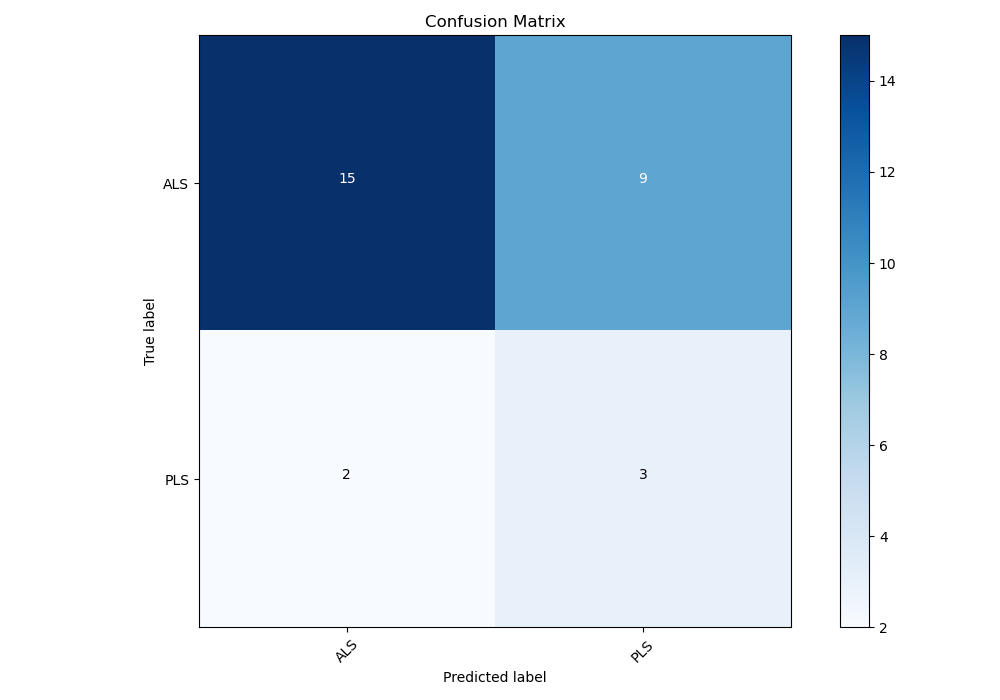 Confusion Matrix
True label
ALS
15
9
PLS
2
3
ALS
PLS
Predicted label
14
12
10
8
6
4
2